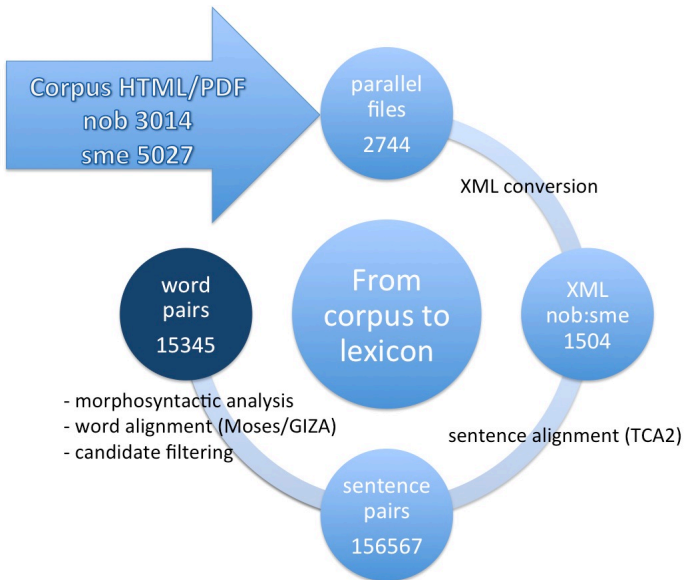 Corpus HTML/PDF
nob 3014
sme 5027
parallel
files
2744
XML conversion
XML
nob:sme
1504
From
corpus to
lexicon
word
pairs
15345
- morphosyntactic analysis
- word alignment (Moses/GIZA)
- candidate filtering
sentence alignment (TCA2)
sentence
pairs
156567